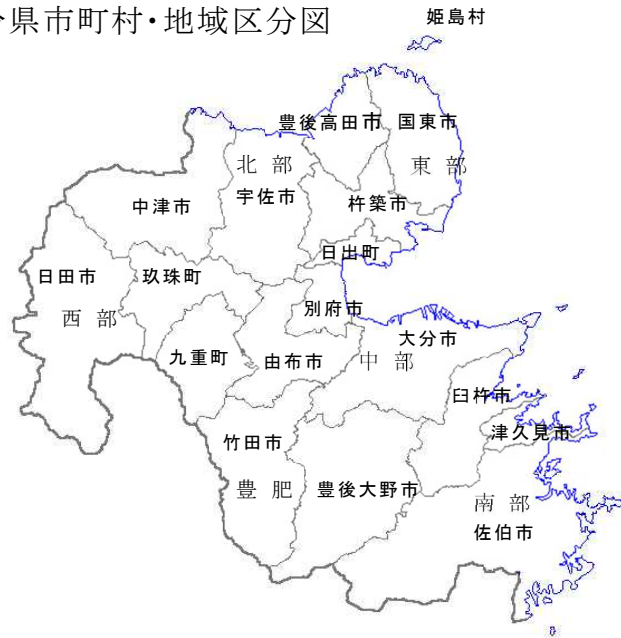 県市町村・地域区分図
姫島村
豊後高田市
国東市
北部
東部
中津市
宇佐市
杵築市
日出町
日田市
玖珠町
別府市
西部
大分市
九重町
由布市
中部
臼杵市
竹田市
津久見市
豊肥
豊後大野市
南部
佐伯市